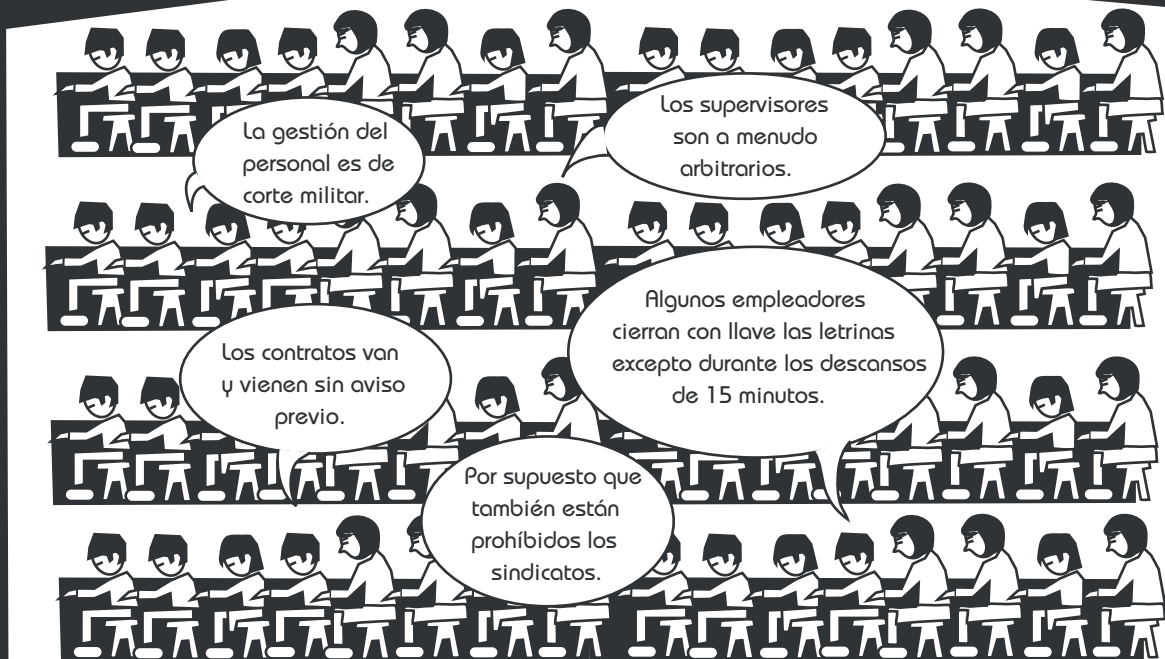 La gestión del
personal es de
corte militar.
Los supervisores
son a menudo
arbitrarios.
Los contratos van
y vienen sin aviso
previo.
Algunos empleadores
cierran con llave las letrinas
excepto durante los descansos
de 15 minutos.
Por supuesto que
también están
prohíbidos los
sindicatos.